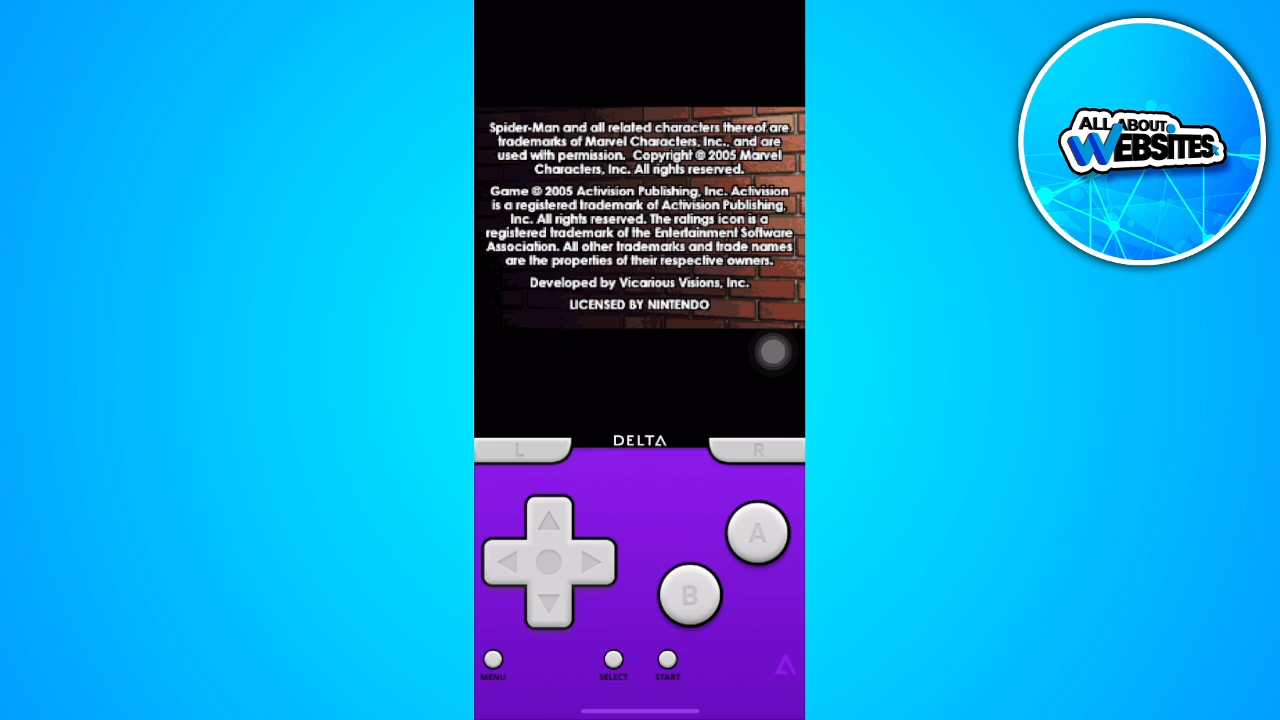 Spider-Man and all related characters thereof are
trademarks of Marvel Characters, Inc., and are
used with permission. Copyright © 2005 Marvel
Characters, Inc. All rights reserved.
Game © 2005 Activision Publishing, Inc. Activision
is a registered trademark of Activision Publishing,
Inc. All rights reserved. The ratings icon is a
registered trademark of the Entertainment Software
Association. All other trademarks and trade names
are the properties of their respective owners.
Developed by Vicarious Visions, Inc.
LICENSED BY NINTENDO
ALL ABOUT
WEBSITES
DELTA
L
R
A
B
MENU
SELECT
START